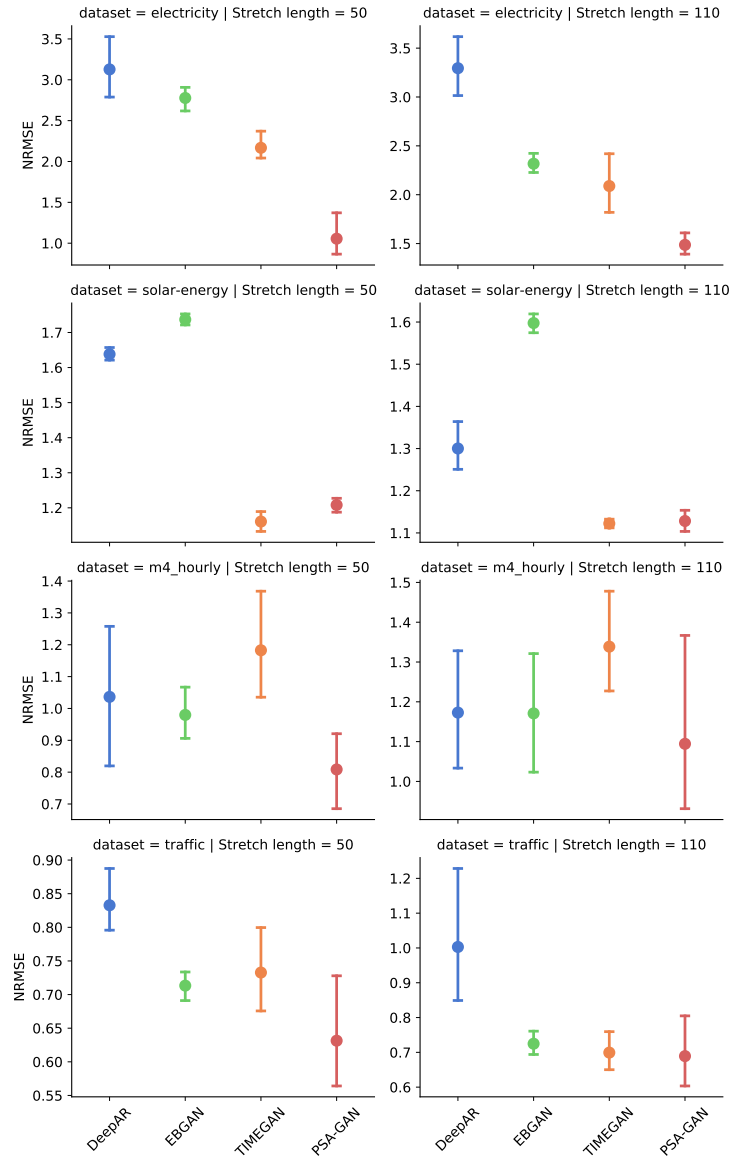 dataset = electricity | Stretch length = 50
dataset = electricity | Stretch length = 110
3.5
3.0
2.5
2.0
1.5
1.0
NRMSE
3.5
3.0
2.5
2.0
1.5
dataset = solar-energy | Stretch length = 50
dataset = solar-energy | Stretch length = 110
1.7
1.6
1.5
1.4
1.3
1.2
NRMSE
1.6
1.5
1.4
1.3
1.2
1.1
dataset = m4_hourly | Stretch length = 50
dataset = m4_hourly | Stretch length = 110
1.4
1.3
1.2
1.1
1.0
0.9
0.8
0.7
NRMSE
1.5
1.4
1.3
1.2
1.1
1.0
dataset = traffic | Stretch length = 50
dataset = traffic | Stretch length = 110
0.90
0.85
0.80
0.75
0.70
0.65
0.60
0.55
NRMSE
1.2
1.1
1.0
0.9
0.8
0.7
0.6
DeepAR
EBGAN
TIMEGAN
PSA-GAN
DeepAR
EBGAN
TIMEGAN
PSA-GAN